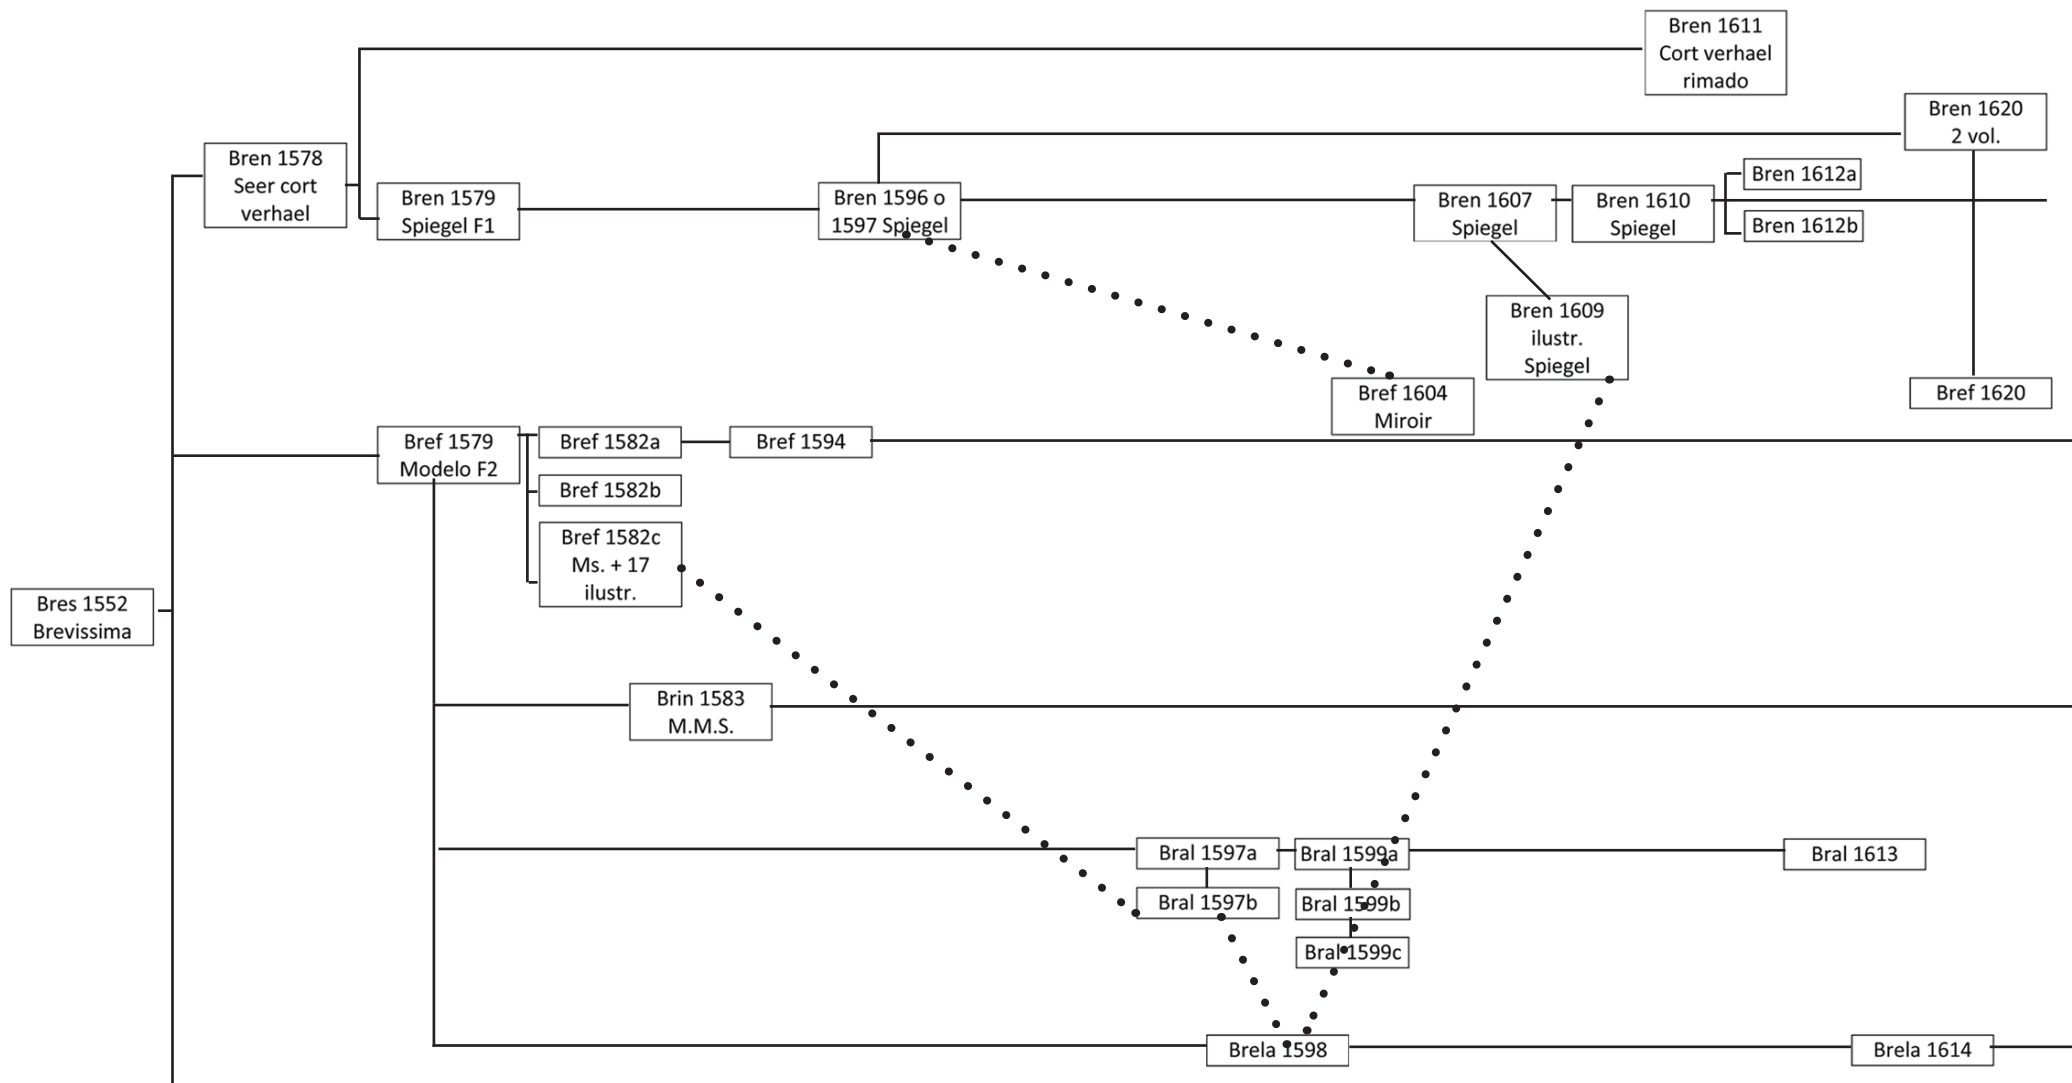 Bren 1611
Cort verhael
rimado
Bren 1620
2 vol.
Bren 1578
Seer cort
verhael
Bren 1579
Spiegel F1
Bren 1596 o
1597 Spiegel
Bren 1607
Spiegel
Bren 1610
Spiegel
Bren 1612a
Bren 1612b
Bren 1609
ilustr.
Spiegel
Bref 1604
Miroir
Bref 1620
Bref 1579
Modelo F2
Bref 1582a
Bref 1594
Bref 1582b
Bref 1582c
Ms. + 17
ilustr.
Bres 1552
Brevissima
Brin 1583
M.M.S.
Bral 1597a
Bral 1599a
Bral 1613
Bral 1597b
Bral 1599b
Bral 1599c
Brela 1598
Brela 1614